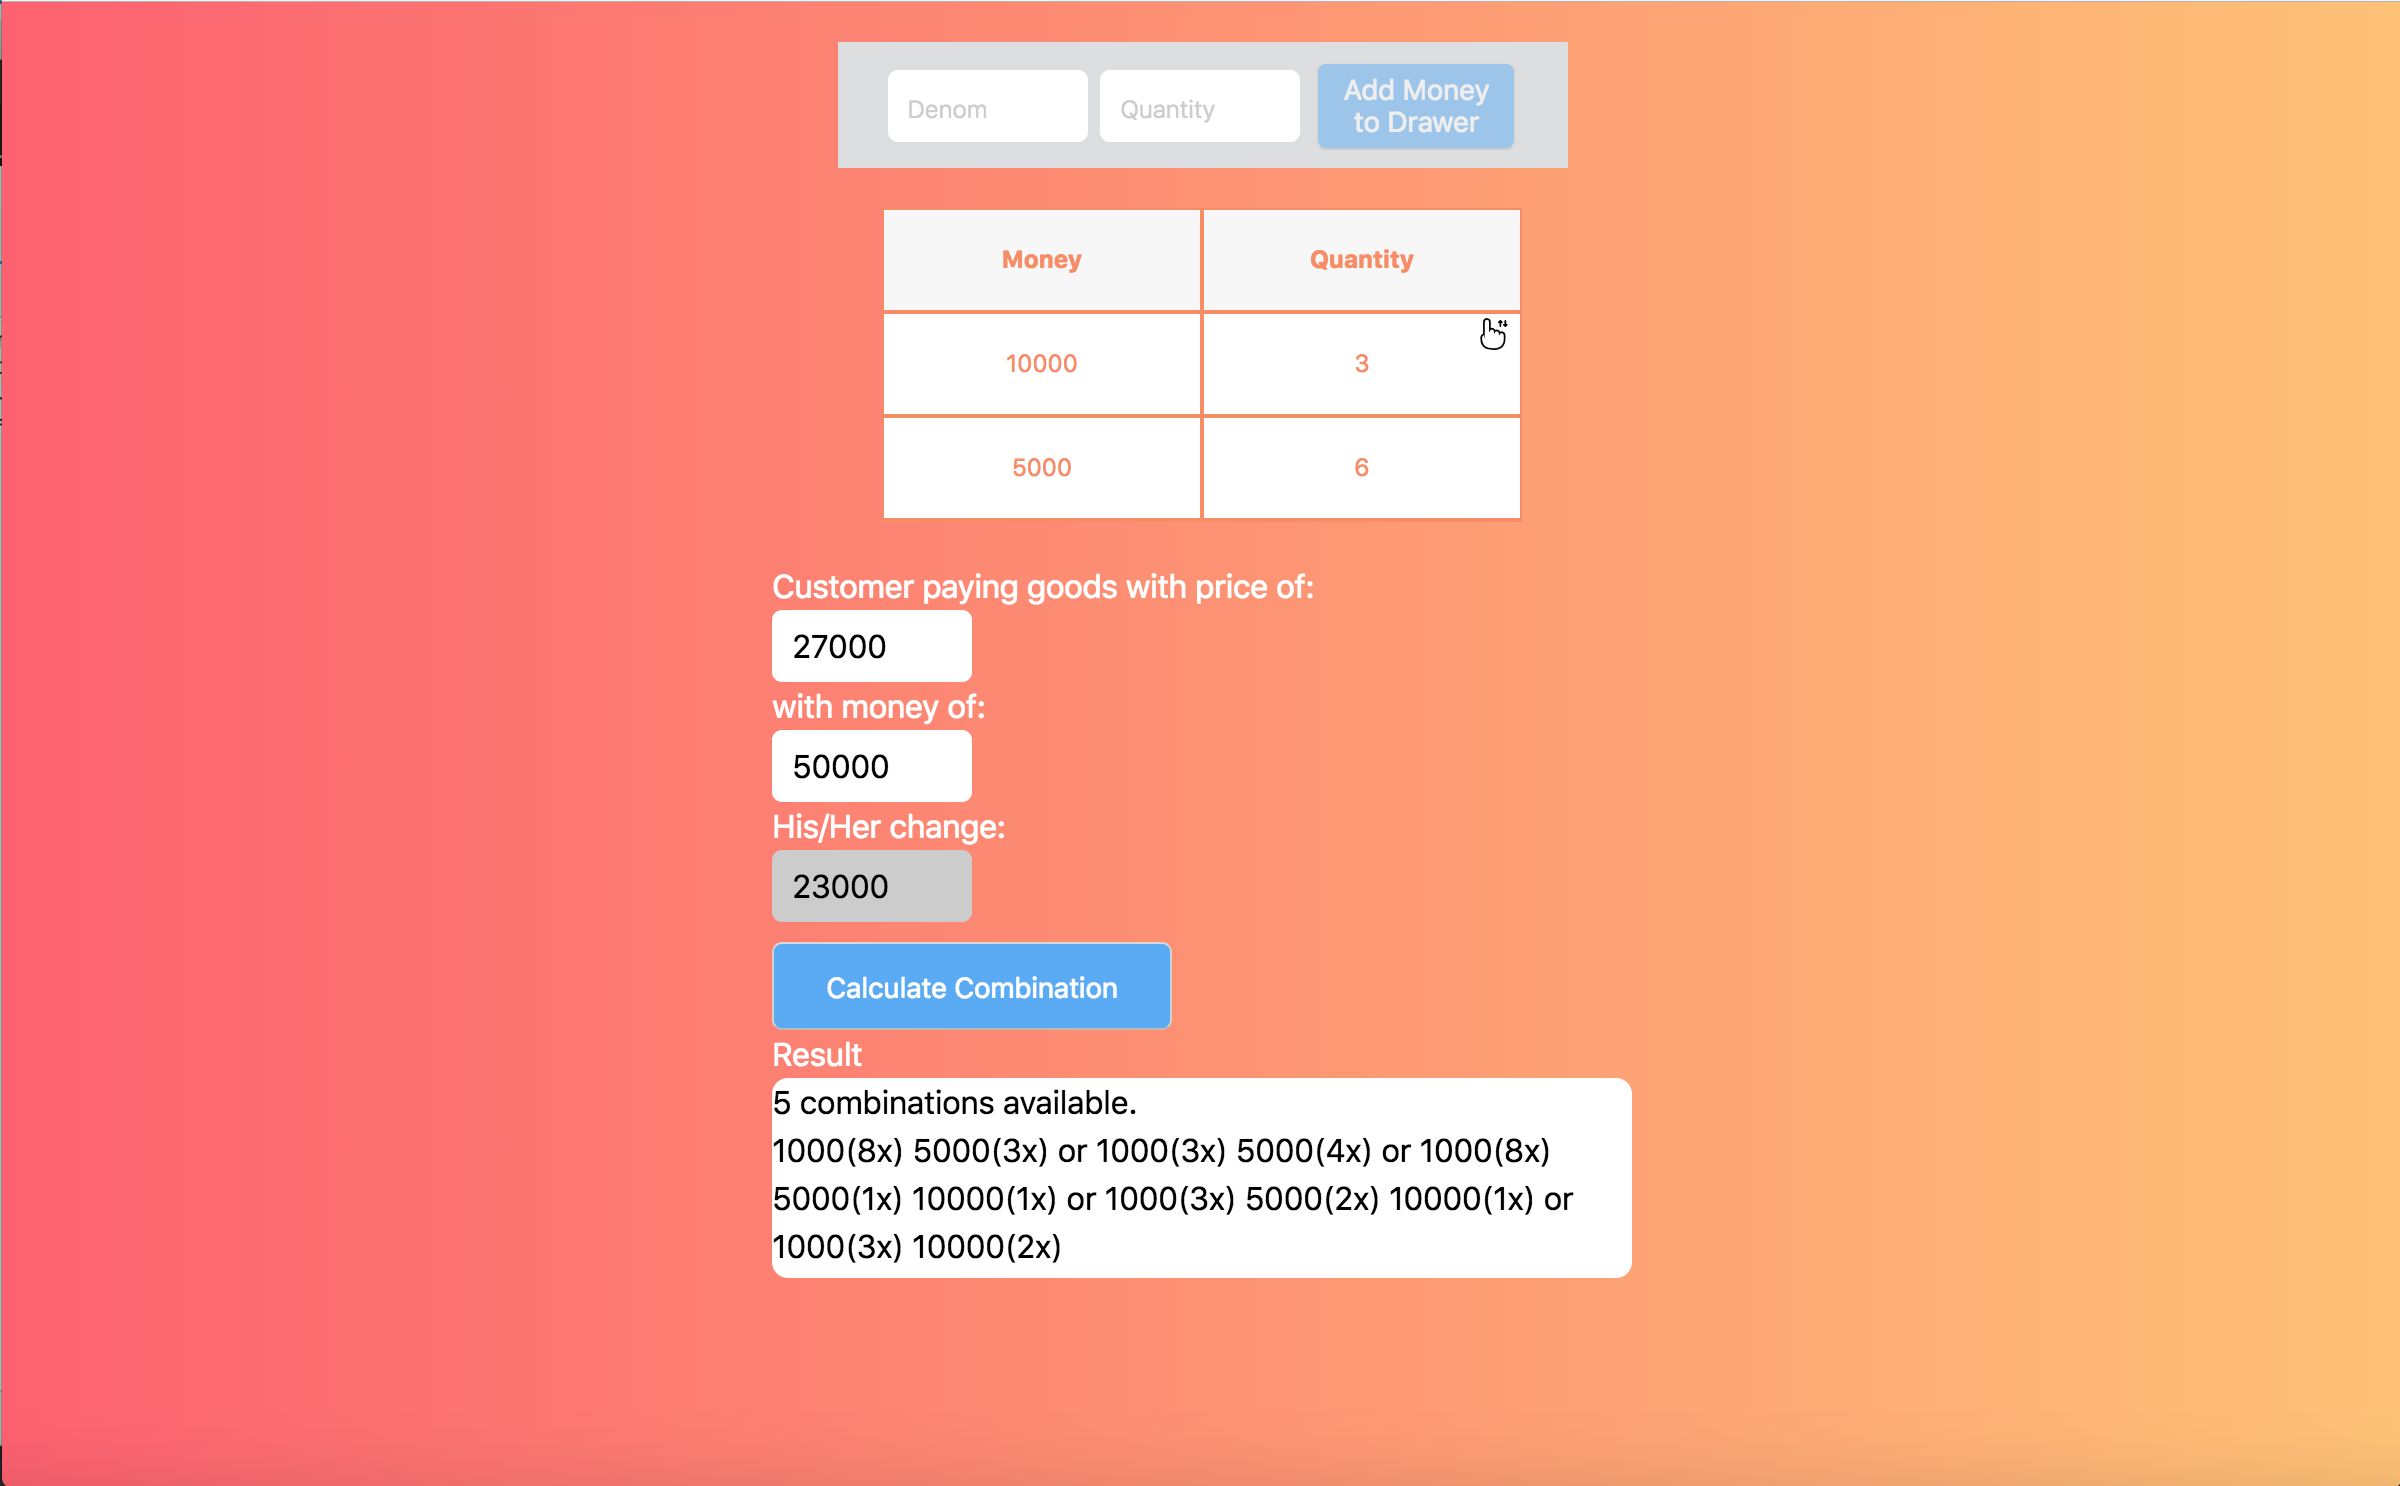 Denom
Quantity
Add Money
to Drawer
Money
Quantity
10000
3
5000
6
Customer paying goods with price of:
27000
with money of:
50000
His/Her change:
23000
Calculate Combination
Result
5 combinations available.
1000(8x) 5000(3x) or 1000(3x) 5000(4x) or 1000(8x)
5000(1x) 10000(1x) or 1000(3x) 5000(2x) 10000(1x) or
1000(3x) 10000(2x)